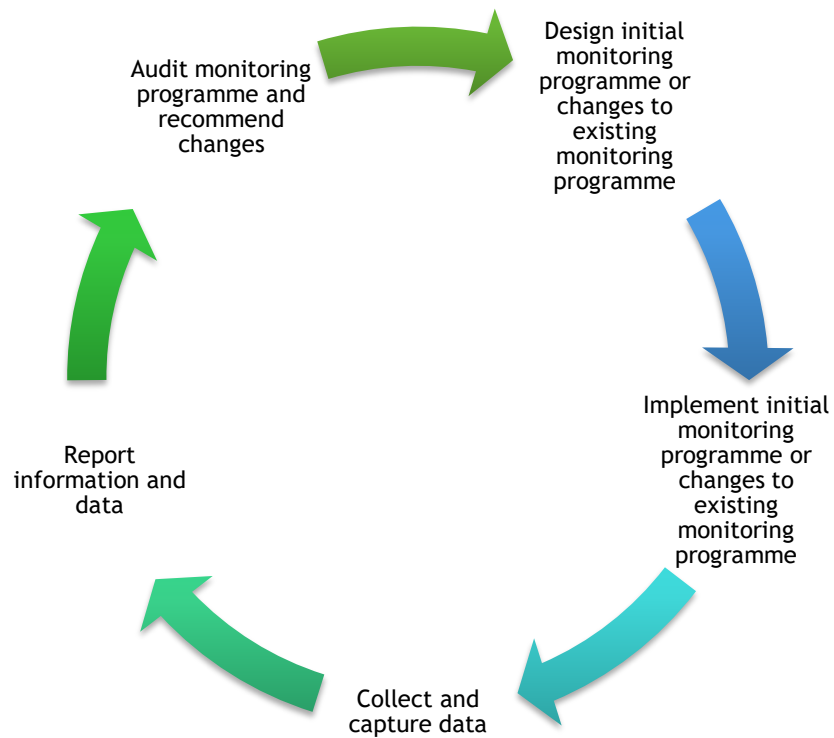 Design initial
monitoring
programme or
changes to
existing
monitoring
programme
Implement initial
monitoring
programme or
changes to
existing
monitoring
programme
Collect and
capture data
Report
information and
data
Audit monitoring
programme and
recommend
changes